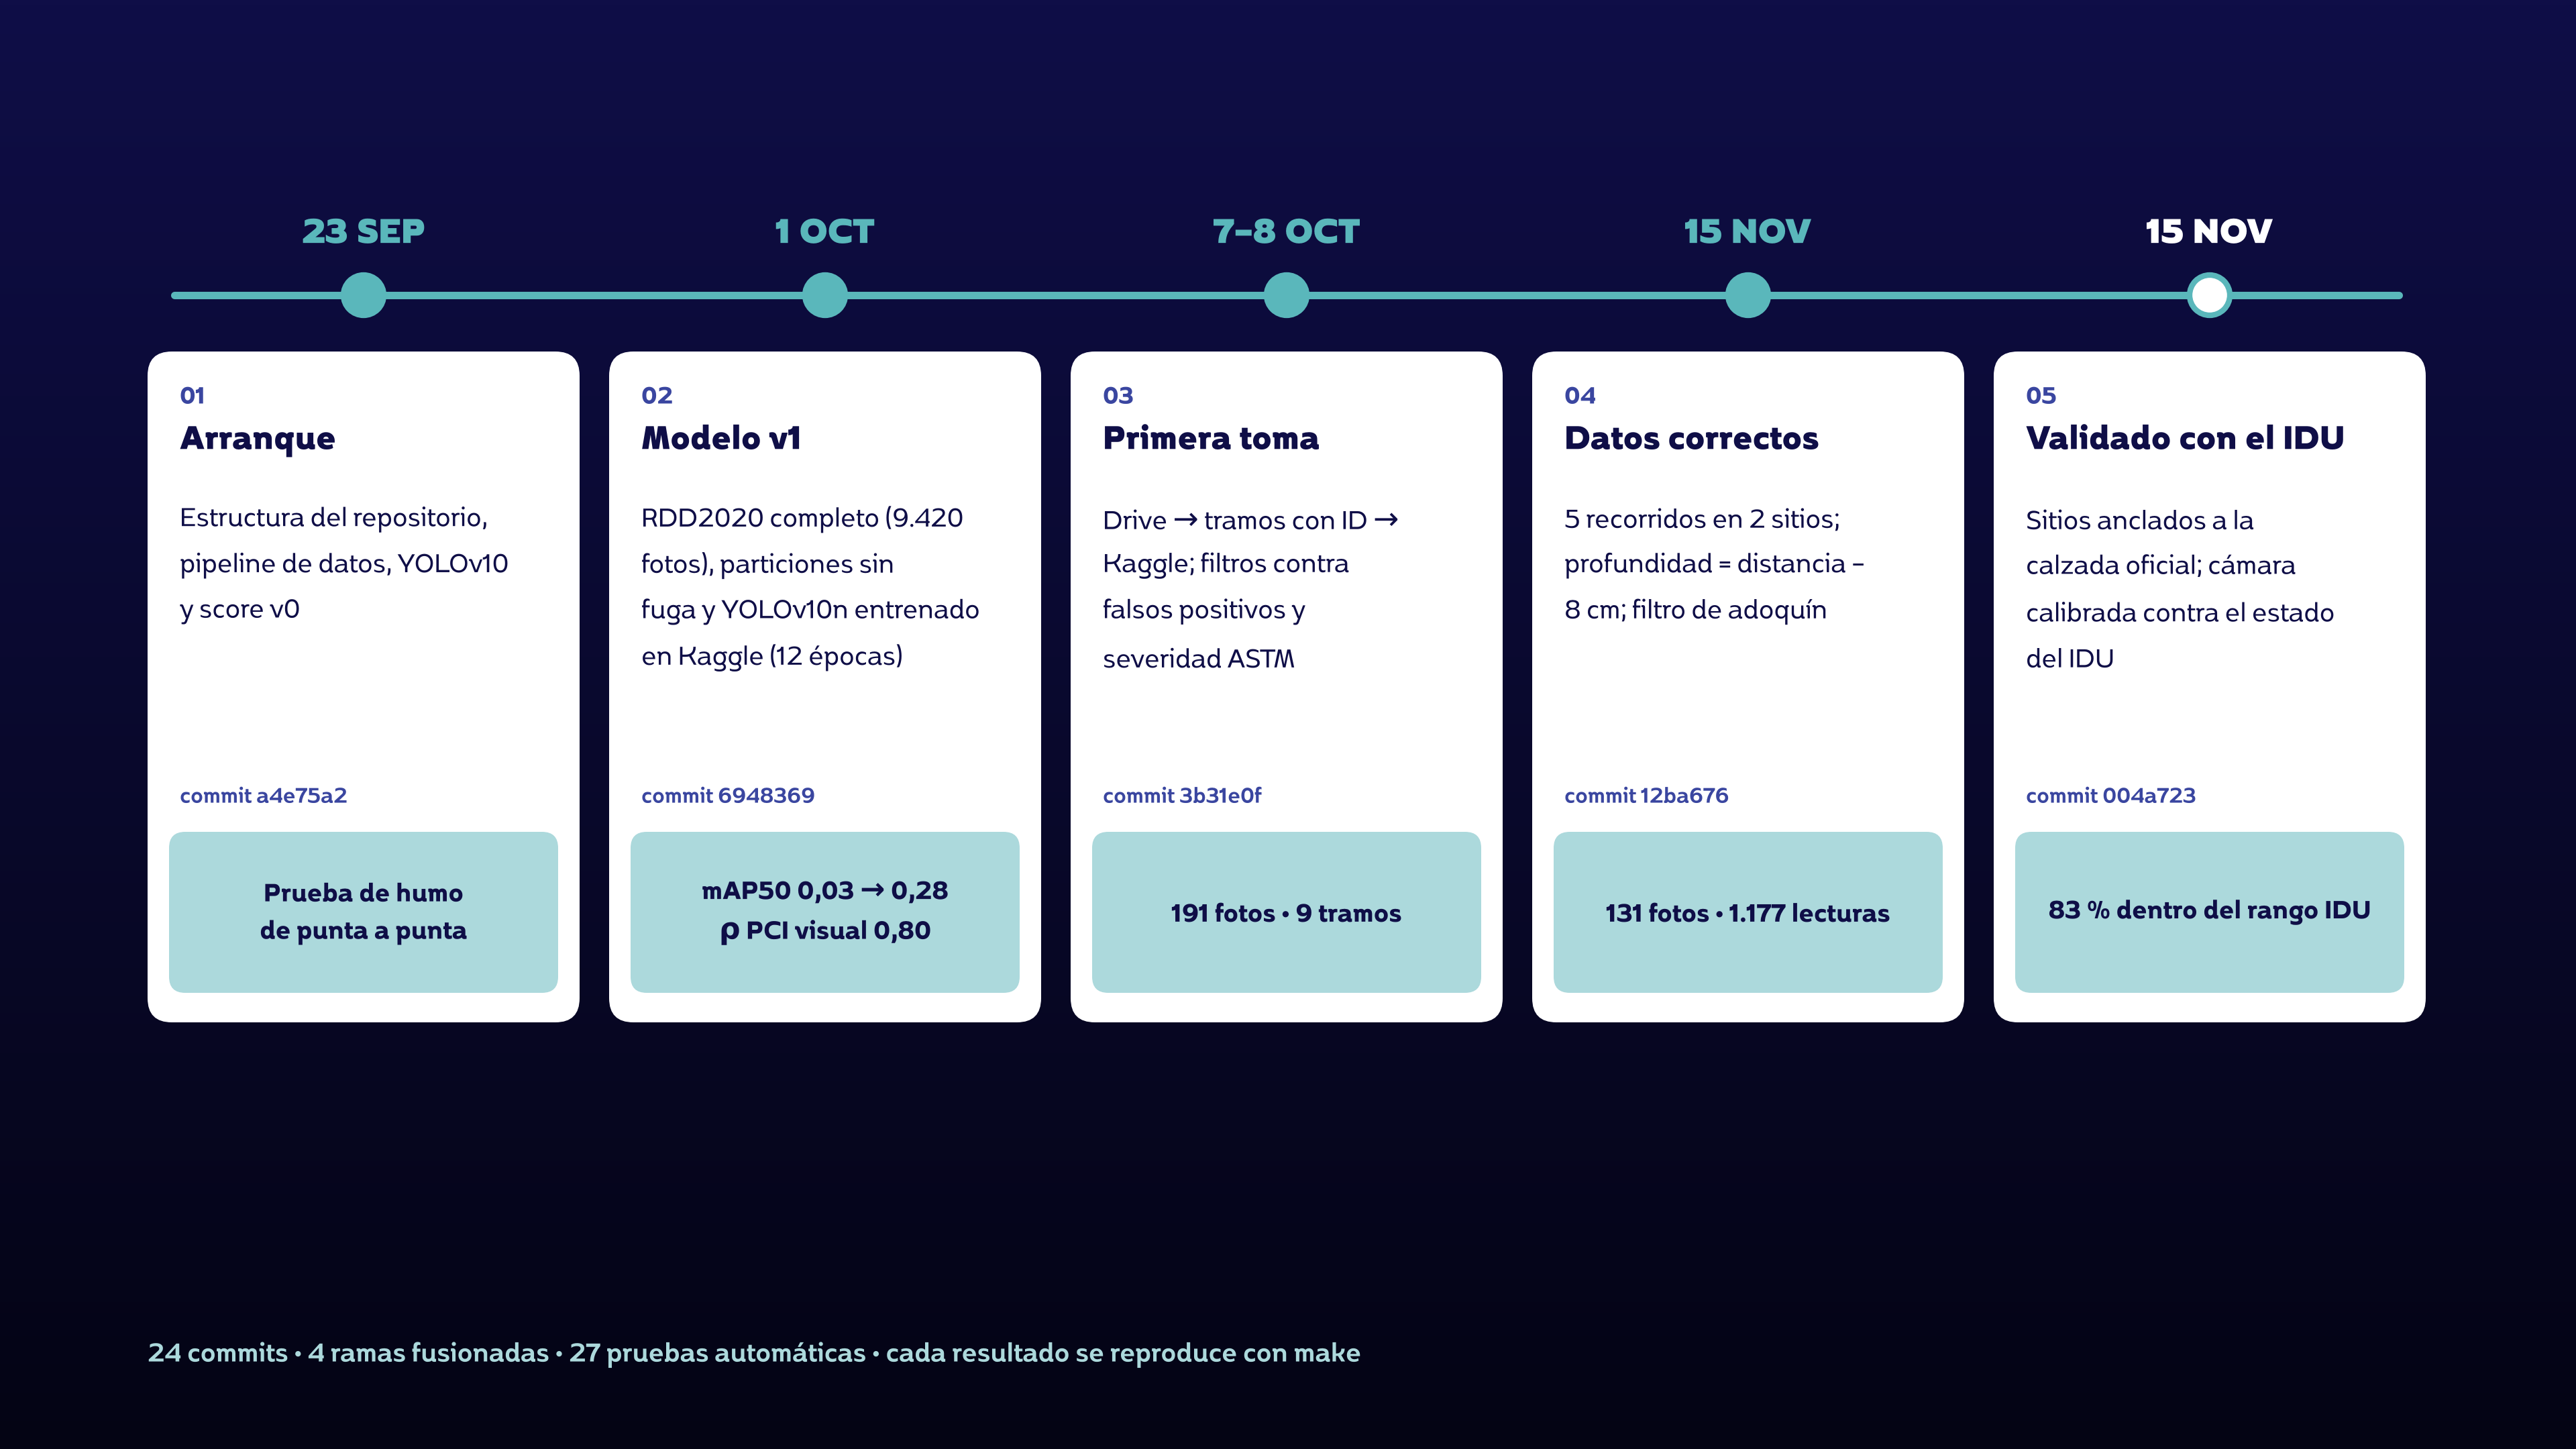 23 SEP
1 OCT
7–8 OCT
15 NOV
15 NOV
01
Arranque
Estructura del repositorio,
pipeline de datos, YOLOv10
y score v0
commit a4e75a2
Prueba de humo
de punta a punta
02
Modelo v1
RDD2020 completo (9.420
fotos), particiones sin
fuga y YOLOv10n entrenado
en Kaggle (12 épocas)
commit 6948369
mAP50 0,03 → 0,28
ρ PCI visual 0,80
03
Primera toma
Drive → tramos con ID →
Kaggle; filtros contra
falsos positivos y
severidad ASTM
commit 3b31e0f
191 fotos • 9 tramos
04
Datos correctos
5 recorridos en 2 sitios;
profundidad = distancia –
8 cm; filtro de adoquín
commit 12ba676
131 fotos • 1.177 lecturas
05
Validado con el IDU
Sitios anclados a la
calzada oficial; cámara
calibrada contra el estado
del IDU
commit 004a723
83 % dentro del rango IDU
24 commits • 4 ramas fusionadas • 27 pruebas automáticas • cada resultado se reproduce con make